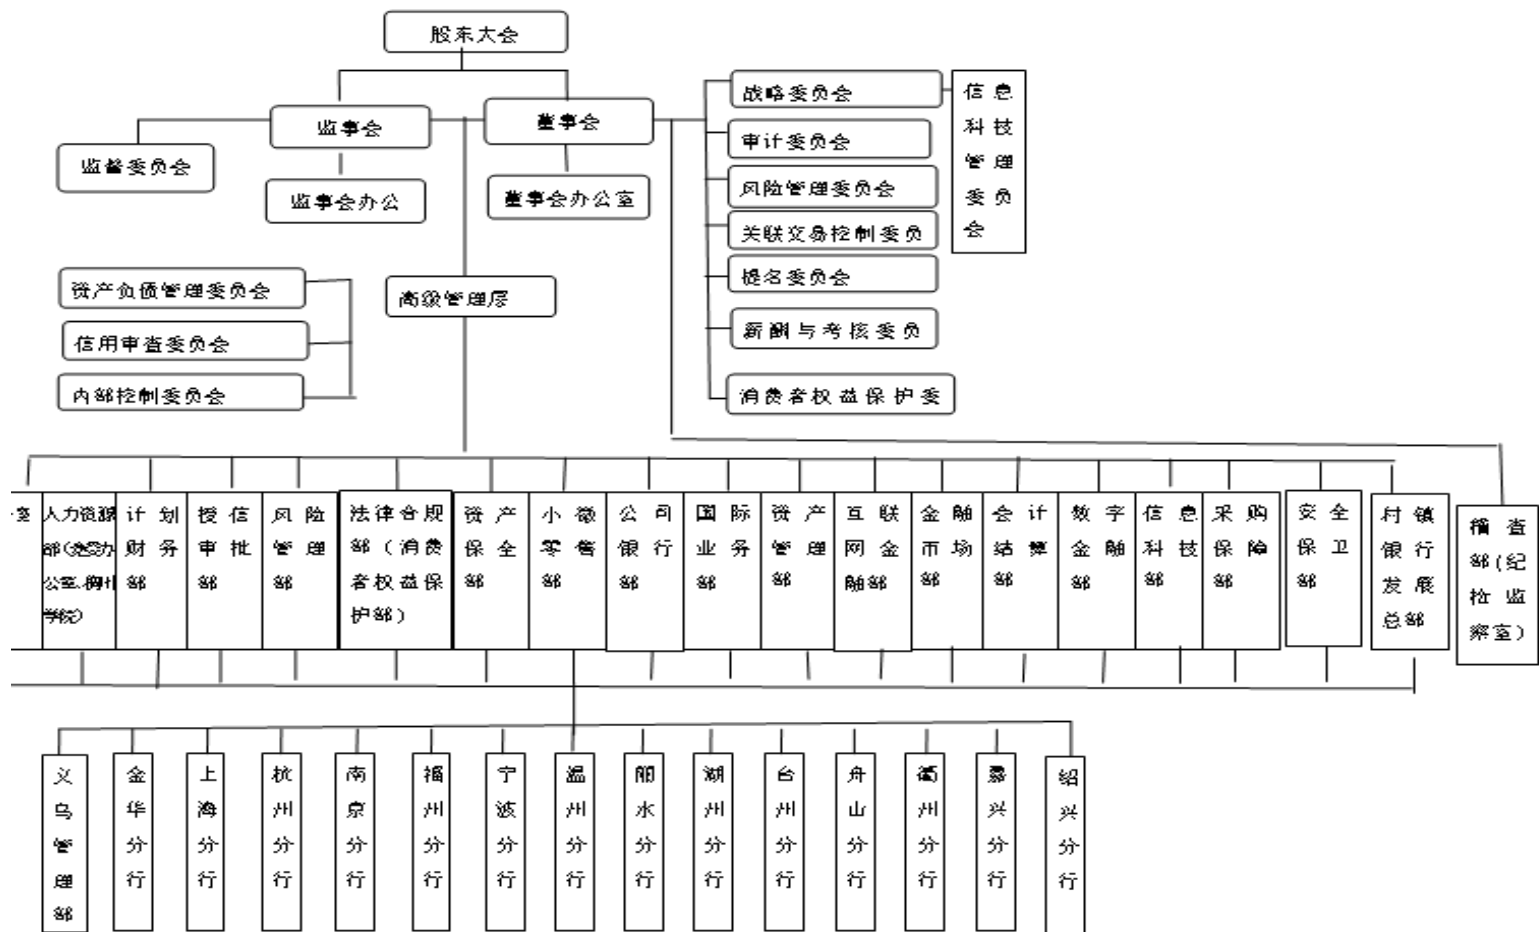 股东大会
监事会
董事会
监督委员会
监事会办公
董事会办公室
战略委员会
审计委员会
风险管理委员会
关联交易控制委员
提名委员会
薪酬与考核委员
消费者权益保护委
信息
科技
管理
委员
会
资产负债管理委员会
信用审查委员会
内部控制委员会
高级管理层
室
人力资源
公室、
学院)
计划
财务
部
授信
审批
部
风险
管理
部
法律合规
部（消费
者权益保
护部）
资产
保全
部
小微
零售
部
公司
银行
部
国际
业务
部
资产
管理
部
互联
网金
融部
金融
市场
部
会计
结算
部
数字
金融
部
信息
科技
部
采购
保障
部
安全
保卫
部
村镇
银行
发展
总部
稽查
部(纪
检监
察室)
义乌管理部
金华分行
上海分行
杭州分行
南京分行
福州分行
宁波分行
温州分行
丽水分行
湖州分行
台州分行
舟山分行
衢州分行
嘉兴分行
绍兴分行